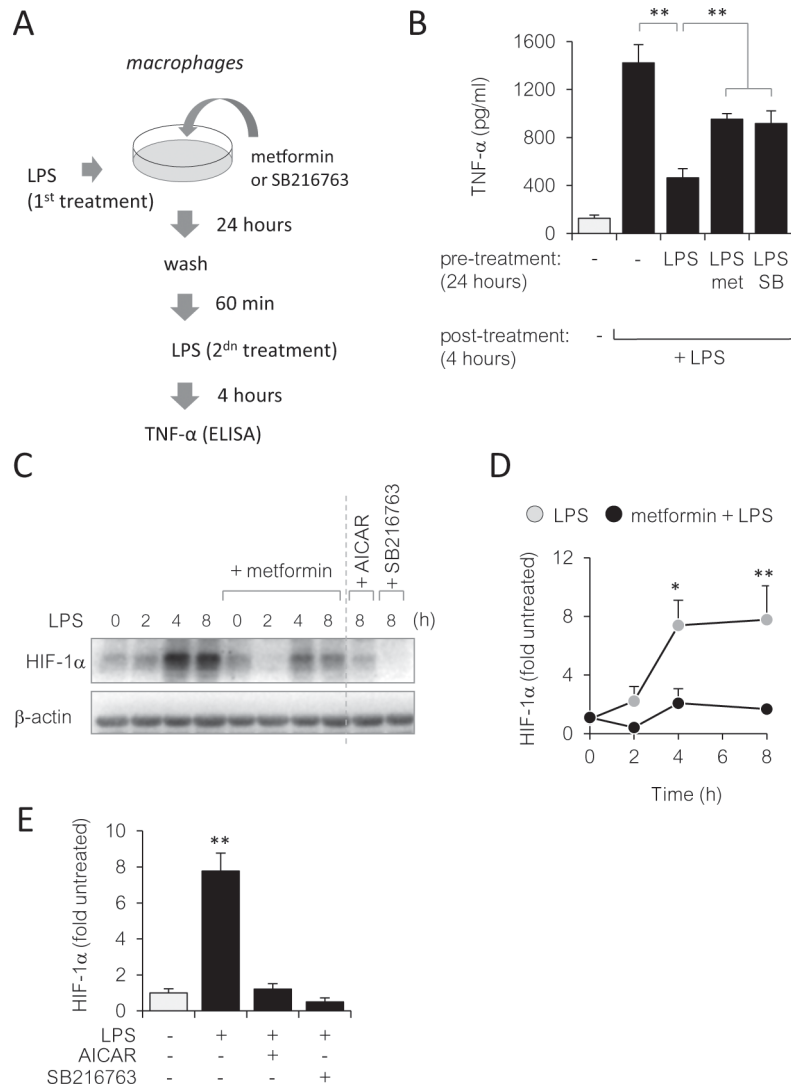 A
macrophages
LPS
(1st treatment)
metformin
or SB216763
24 hours
wash
60 min
LPS (2dn treatment)
4 hours
TNF-α (ELISA)
B
** **
1600
1200
800
400
0
TNF-α (pg/ml)
pre-treatment:
(24 hours)
- - LPS LPS LPS
met SB
post-treatment:
(4 hours)
-
+ LPS
C
+ metformin
+ AICAR
+ SB216763
LPS 0 2 4 8 0 2 4 8 8 8 (h)
HIF-1α
β-actin
D
LPS metformin + LPS
12
8
4
0
HIF-1α (fold untreated)
* **
0 2 4 6 8
Time (h)
E
10
8
6
4
2
0
HIF-1α (fold untreated)
**
LPS - + + +
AICAR - - + -
SB216763 - - - +